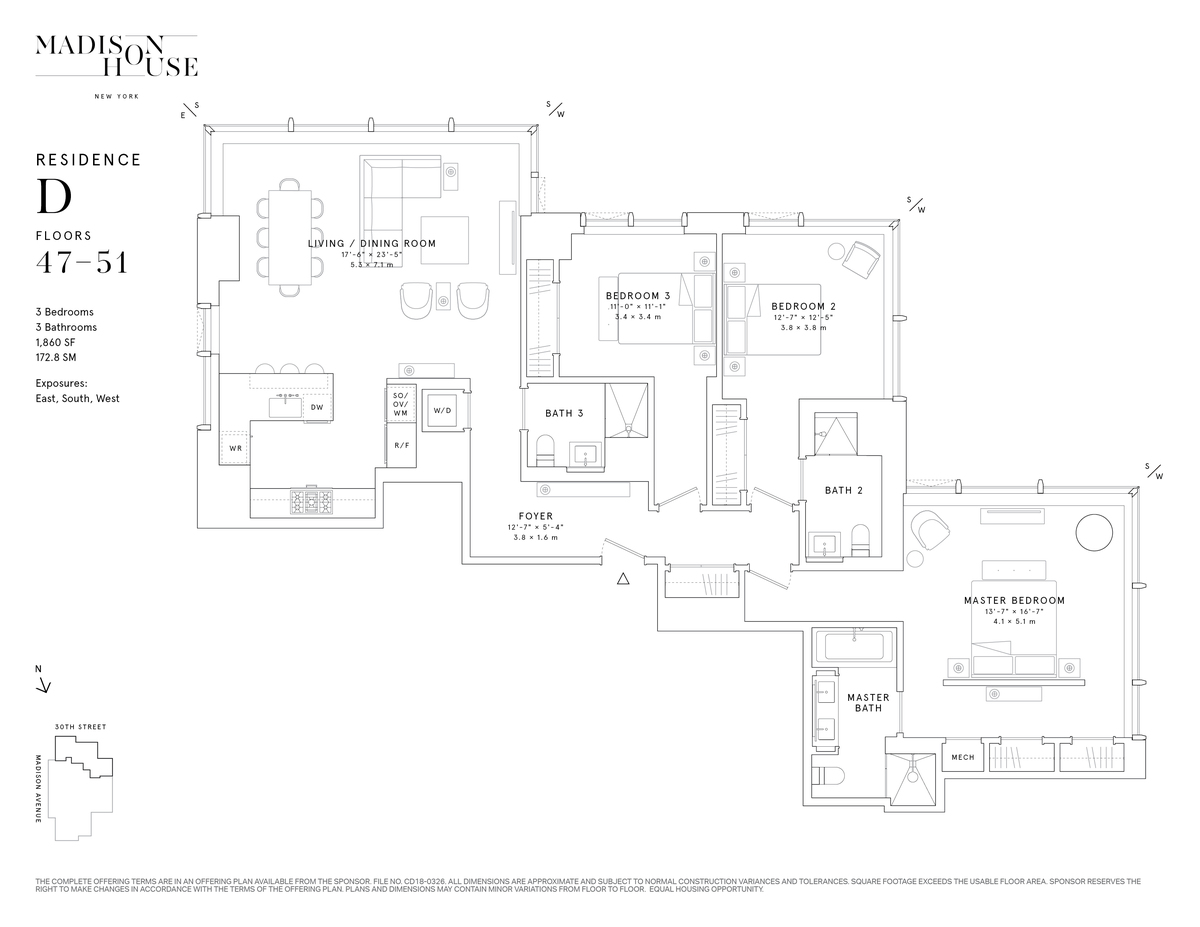 MADISON
HOUSE
NEW YORK
RESIDENCE
D
FLOORS
47–51
3 Bedrooms
3 Bathrooms
1,860 SF
172.8 SM
Exposures:
East, South, West
E S
S W
S W
S W
LIVING / DINING ROOM
17'-6" × 23'-5"
5.3 × 7.1 m
BEDROOM 3
11'-0" × 11'-1"
3.4 × 3.4 m
BEDROOM 2
12'-7" × 12'-5"
3.8 × 3.8 m
SO/
OV/
WM
W/D
DW
R/F
WR
BATH 3
BATH 2
FOYER
12'-7" × 5'-4"
3.8 × 1.6 m
MASTER BEDROOM
13'-7" × 16'-7"
4.1 × 5.1 m
MASTER
BATH
MECH
N
30TH STREET
MADISON AVENUE
THE COMPLETE OFFERING TERMS ARE IN AN OFFERING PLAN AVAILABLE FROM THE SPONSOR. FILE NO. CD18-0326. ALL DIMENSIONS ARE APPROXIMATE AND SUBJECT TO NORMAL CONSTRUCTION VARIANCES AND TOLERANCES. SQUARE FOOTAGE EXCEEDS THE USABLE FLOOR AREA. SPONSOR RESERVES THE
RIGHT TO MAKE CHANGES IN ACCORDANCE WITH THE TERMS OF THE OFFERING PLAN. PLANS AND DIMENSIONS MAY CONTAIN MINOR VARIATIONS FROM FLOOR TO FLOOR. EQUAL HOUSING OPPORTUNITY.